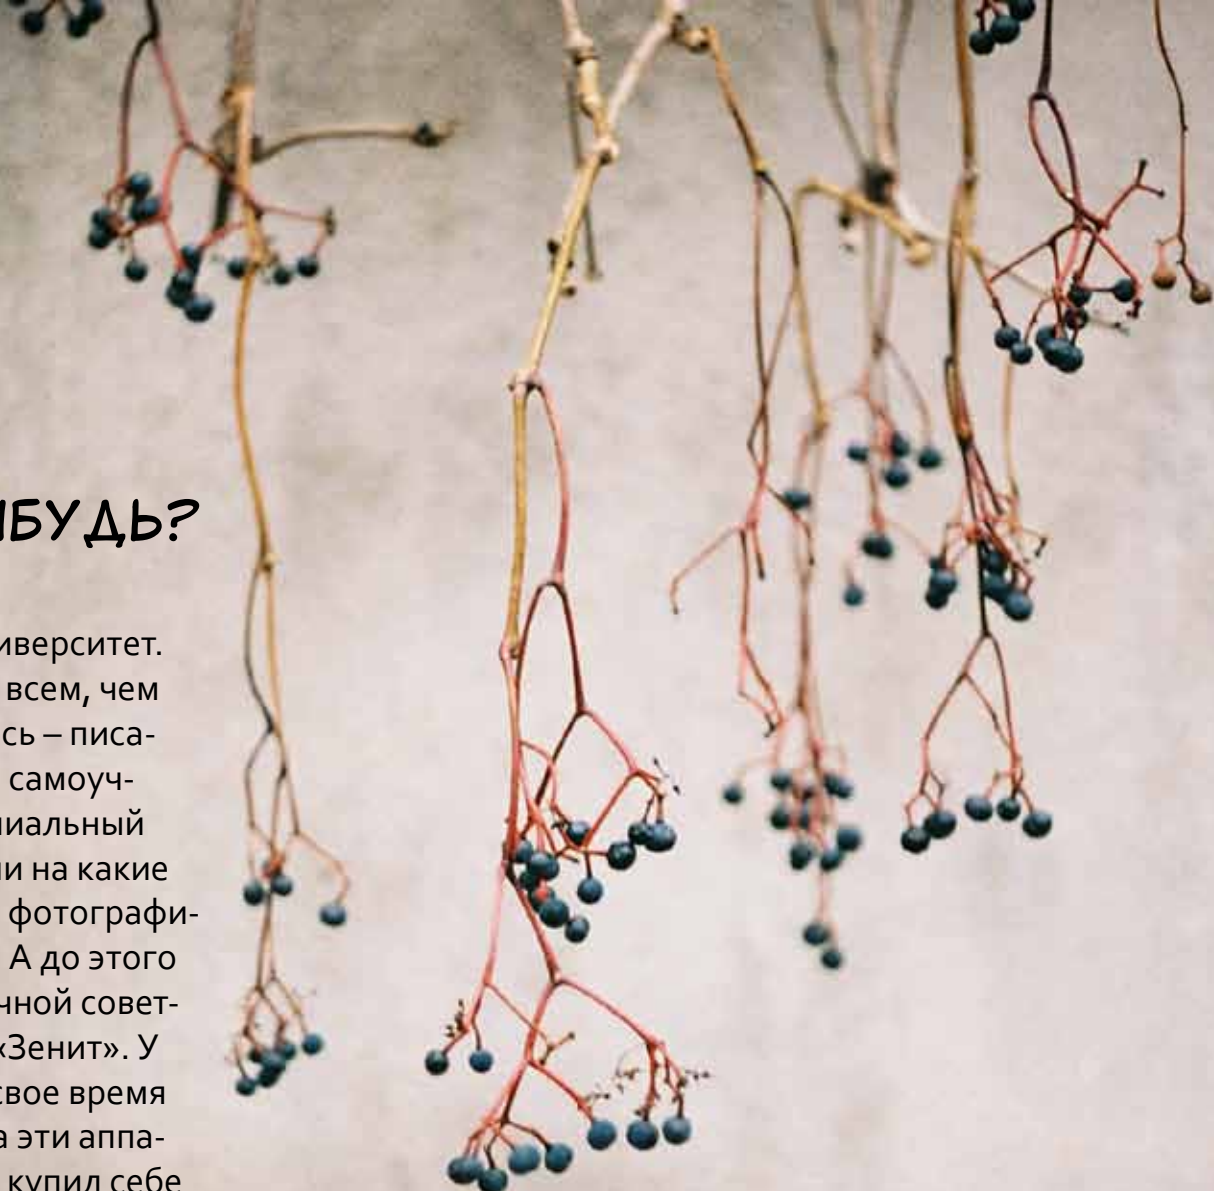 ИБУДЬ?
иверситет.
всем, чем
сь – писа-
самоуч-
иальный
и на какие
фотографи-
А до этого
чной совет-
«Зенит». У
свое время
а эти аппа-
купил себе